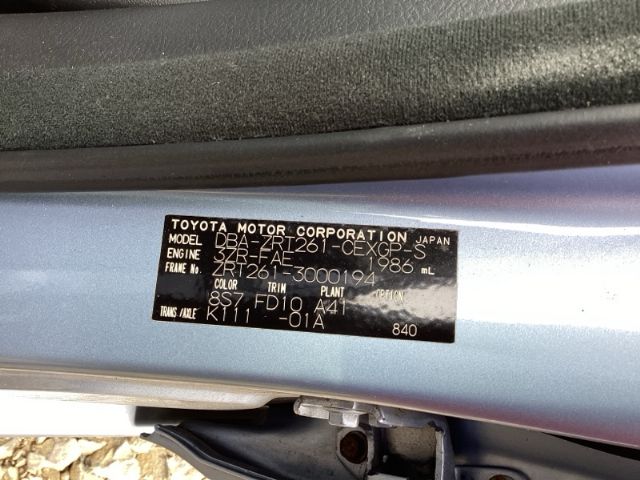 TOYOTA MOTOR CORPORATION JAPAN
MODEL DBA-ZRT261-CEXGP-S
ENGINE 3ZR-FAE 1986 mL
FRAME No. ZRT261-3000194
COLOR TRIM PLANT OPTION
8S7 FD10 A41
TRANS/AXLE K111 -01A
840